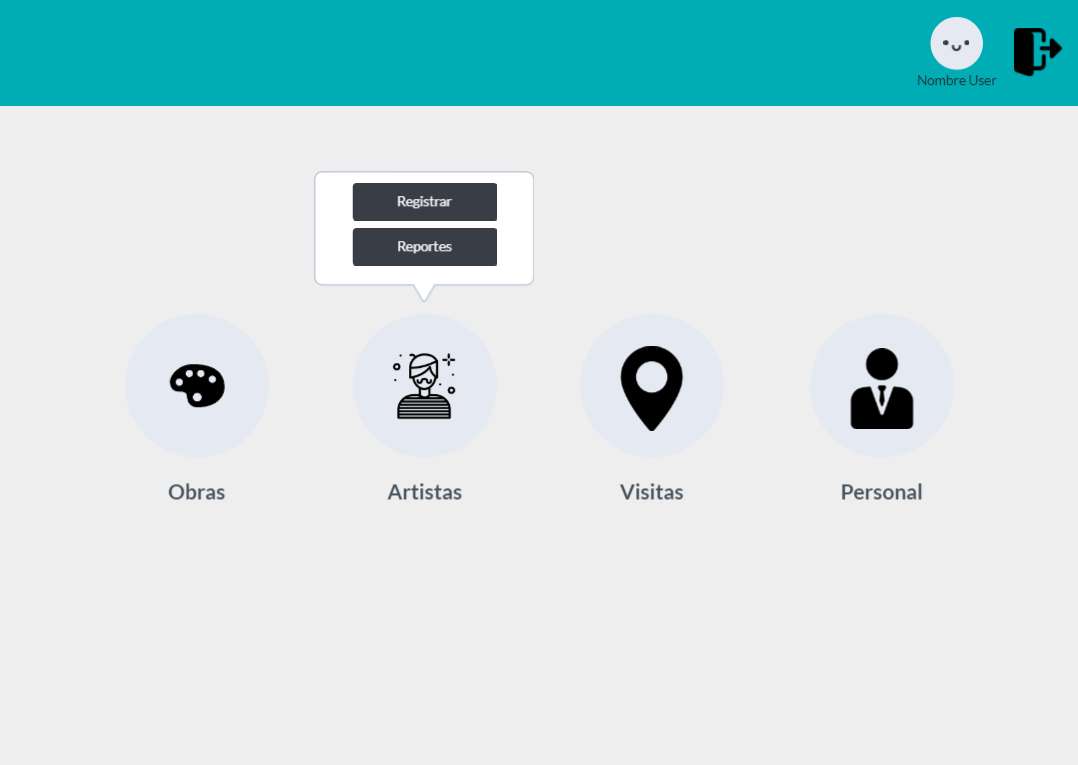 Nombre User
Registrar
Reportes
Obras
Artistas
Visitas
Personal